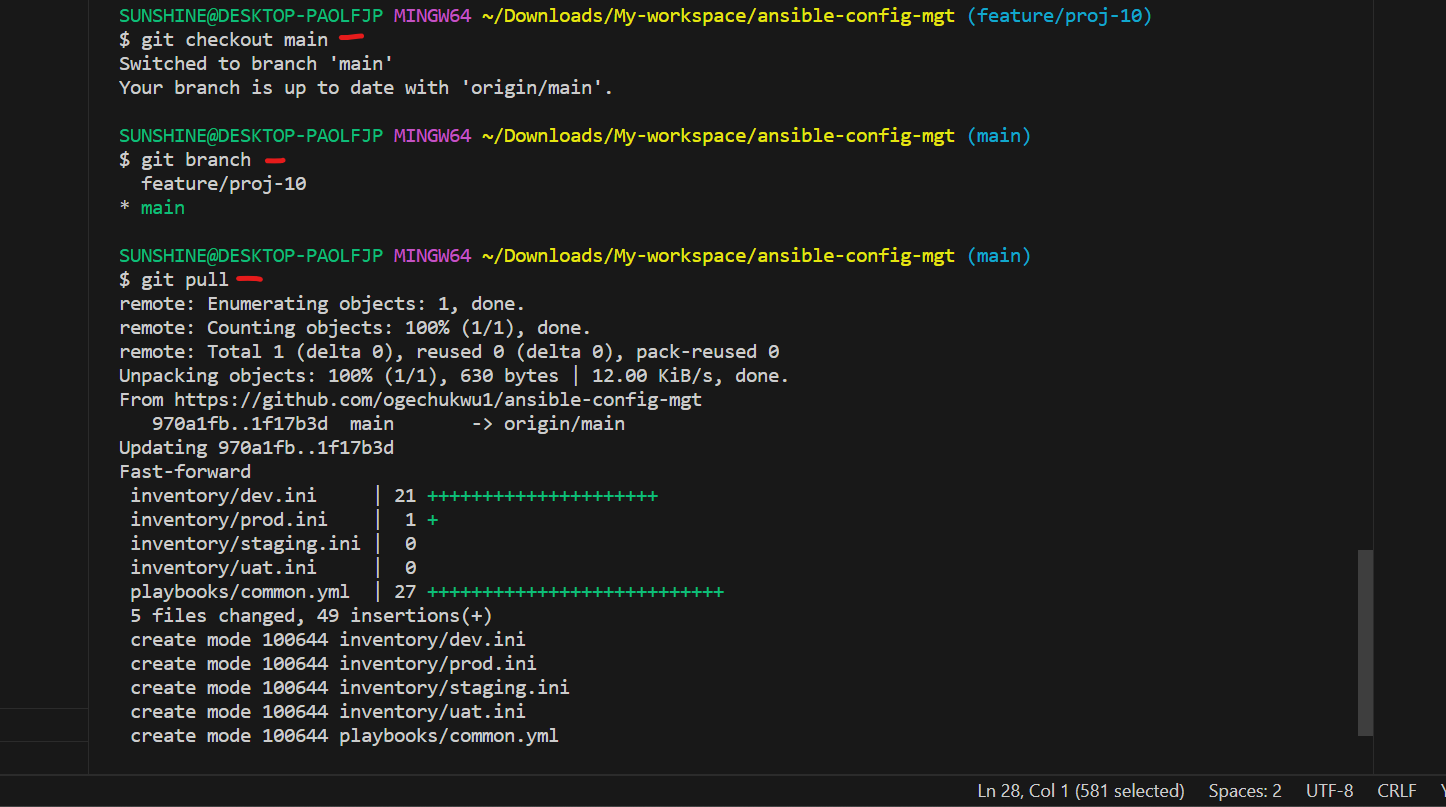 SUNSHINE@DESKTOP-PAOLFJP MINGW64 ~/Downloads/My-workspace/ansible-config-mgt (feature/proj-10)
$ git checkout main
Switched to branch 'main'
Your branch is up to date with 'origin/main'.
SUNSHINE@DESKTOP-PAOLFJP MINGW64 ~/Downloads/My-workspace/ansible-config-mgt (main)
$ git branch
  feature/proj-10
* main
SUNSHINE@DESKTOP-PAOLFJP MINGW64 ~/Downloads/My-workspace/ansible-config-mgt (main)
$ git pull
remote: Enumerating objects: 1, done.
remote: Counting objects: 100% (1/1), done.
remote: Total 1 (delta 0), reused 0 (delta 0), pack-reused 0
Unpacking objects: 100% (1/1), 630 bytes | 12.00 KiB/s, done.
From https://github.com/ogechukwu1/ansible-config-mgt
   970a1fb..1f17b3d  main       -> origin/main
Updating 970a1fb..1f17b3d
Fast-forward
 inventory/dev.ini     | 21 +++++++++++++++++++++
 inventory/prod.ini    |  1 +
 inventory/staging.ini |  0
 inventory/uat.ini     |  0
 playbooks/common.yml  | 27 +++++++++++++++++++++++++++
 5 files changed, 49 insertions(+)
 create mode 100644 inventory/dev.ini
 create mode 100644 inventory/prod.ini
 create mode 100644 inventory/staging.ini
 create mode 100644 inventory/uat.ini
 create mode 100644 playbooks/common.yml
Ln 28, Col 1 (581 selected) Spaces: 2 UTF-8 CRLF